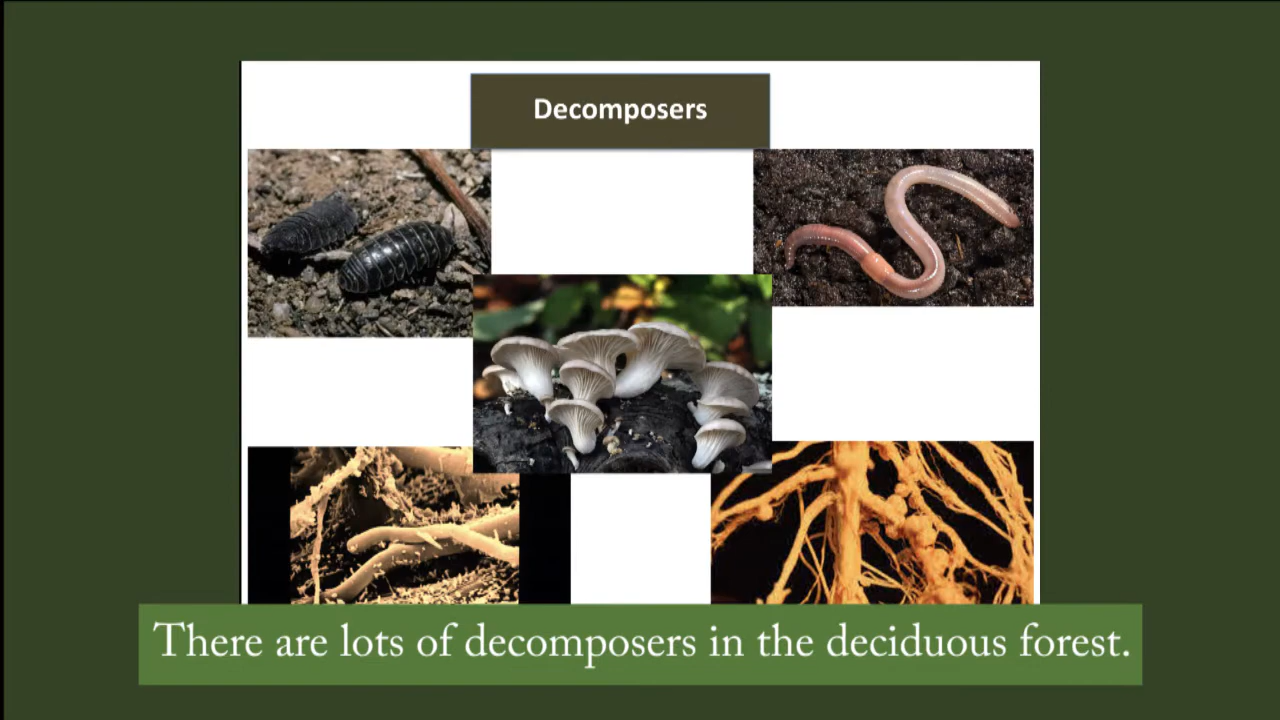 Decomposers
There are lots of decomposers in the deciduous forest.